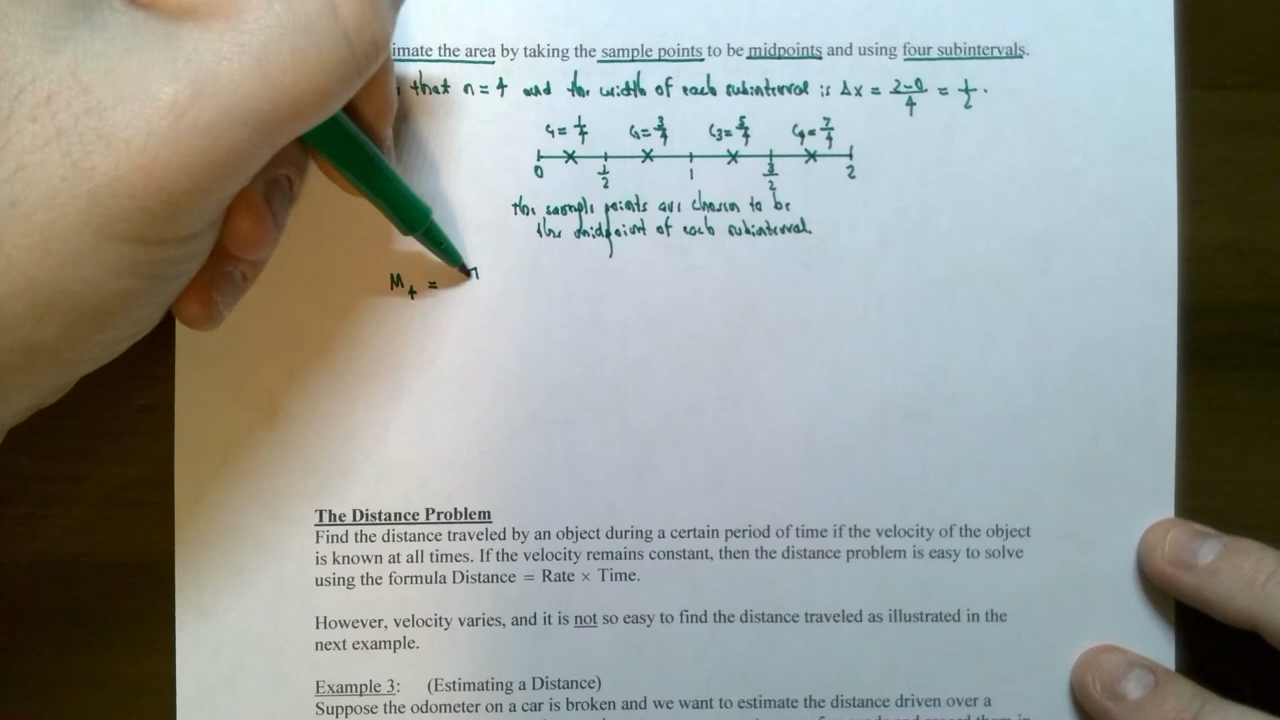 imate the area by taking the sample points to be midpoints and using four subintervals.
that n = 4 and the width of each subinterval is Δx = 2-0/4 = 1/2.
C1 = 1/4 C2 = 3/4 C3 = 5/4 C4 = 7/4
0 1/2 1 3/2 2
the sample points are chosen to be
the midpoint of each subinterval.
M4 =
The Distance Problem
Find the distance traveled by an object during a certain period of time if the velocity of the object
is known at all times. If the velocity remains constant, then the distance problem is easy to solve
using the formula Distance = Rate × Time.
However, velocity varies, and it is not so easy to find the distance traveled as illustrated in the
next example.
Example 3: (Estimating a Distance)
Suppose the odometer on a car is broken and we want to estimate the distance driven over a